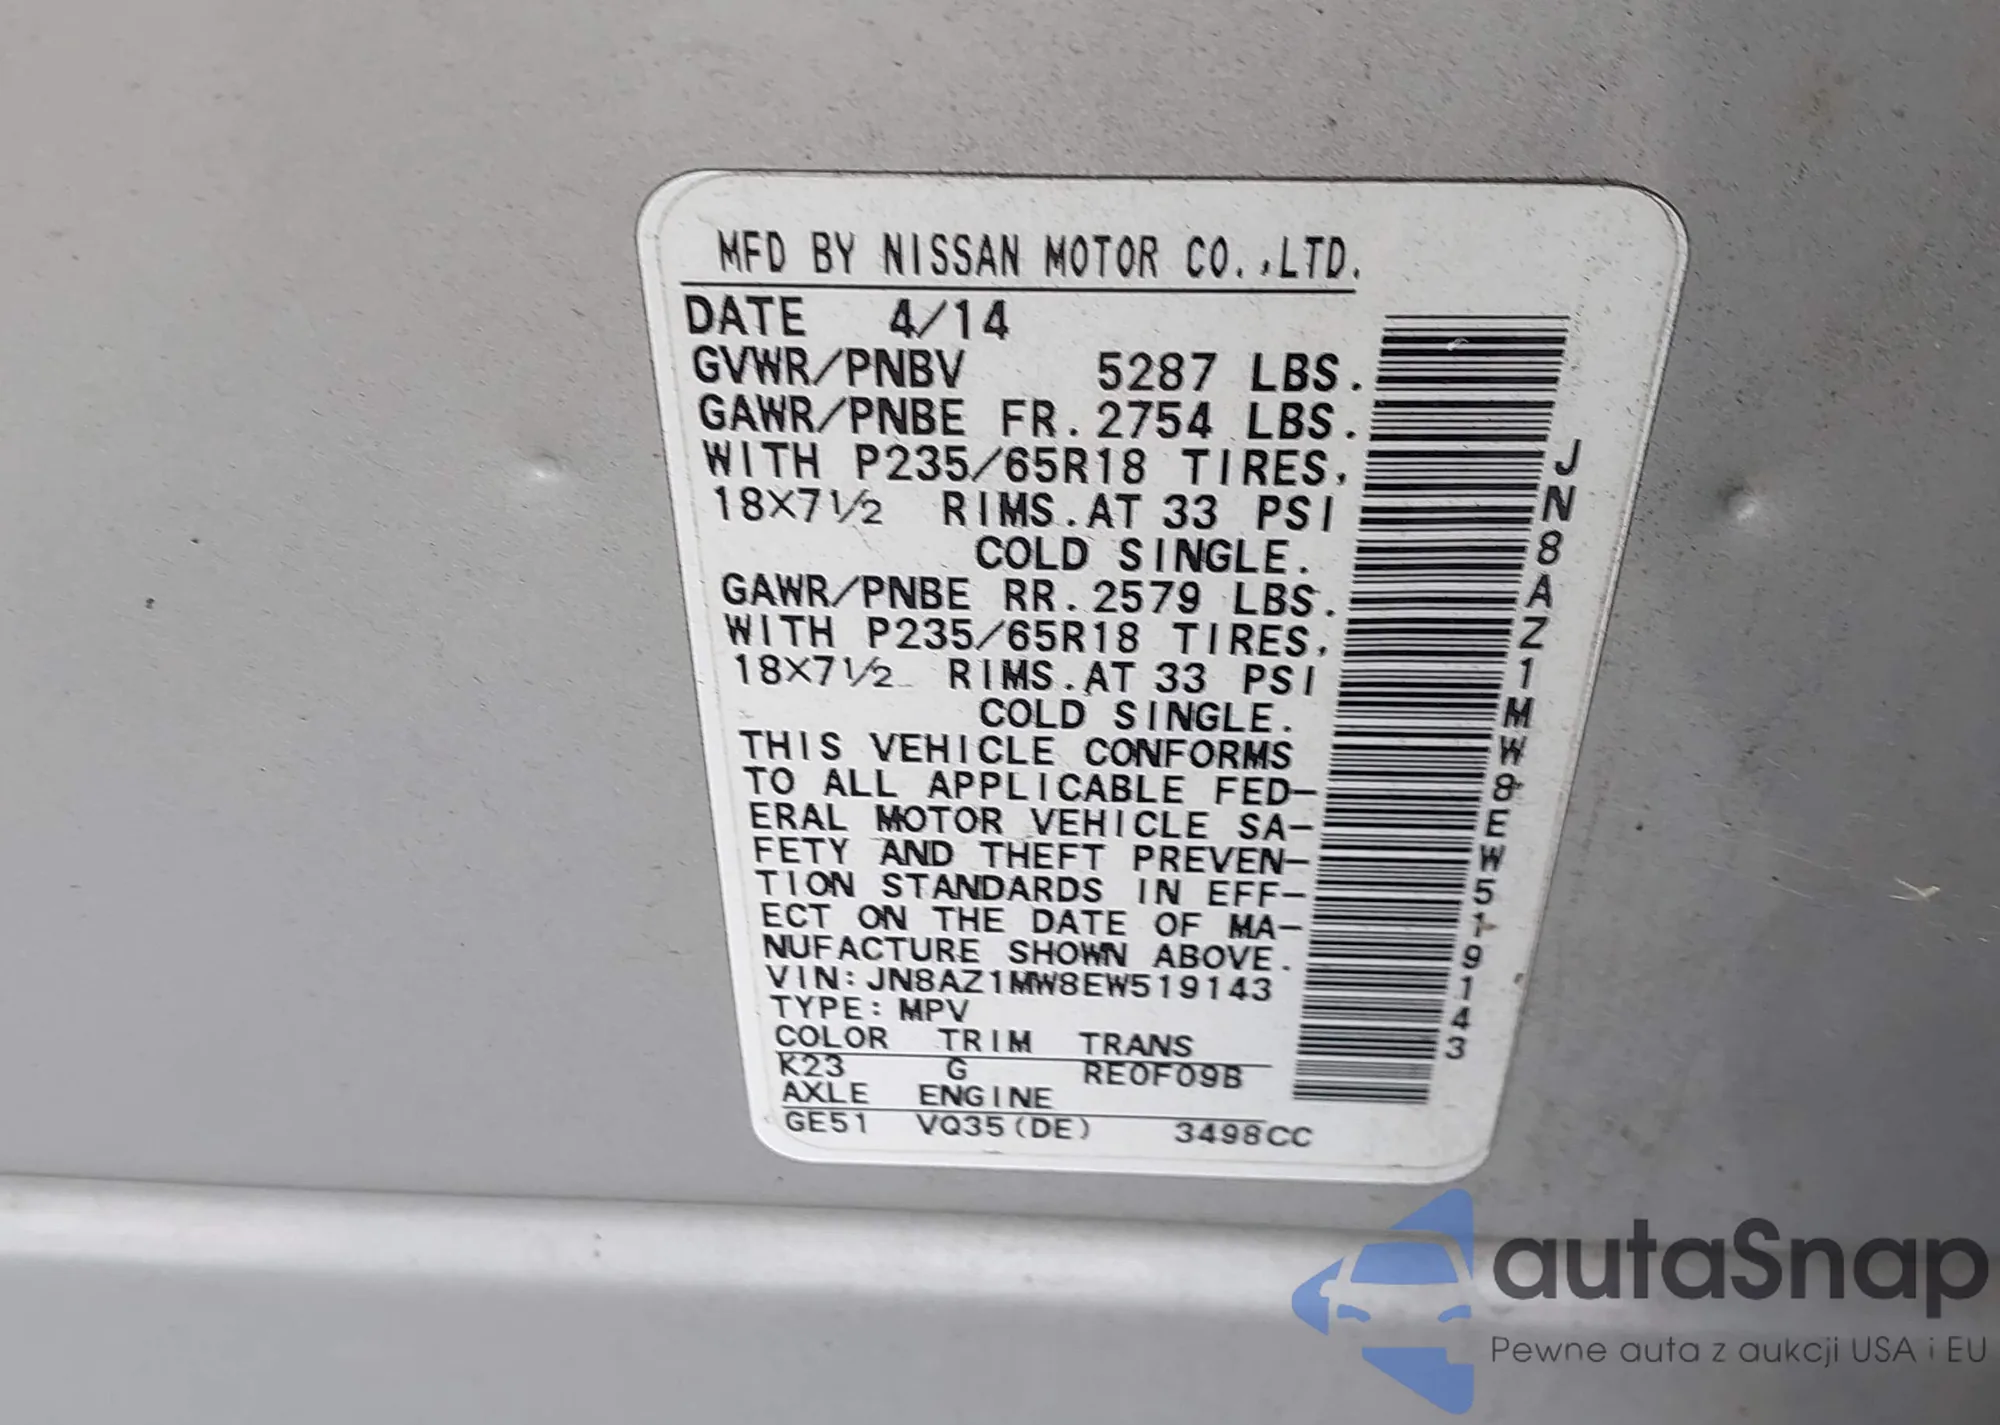 MFD BY NISSAN MOTOR CO.,LTD.
DATE 4/14
GVWR/PNBV 5287 LBS.
GAWR/PNBE FR. 2754 LBS.
WITH P235/65R18 TIRES,
18X7½ RIMS.AT 33 PSI
COLD SINGLE.
GAWR/PNBE RR. 2579 LBS.
WITH P235/65R18 TIRES,
18X7½ RIMS.AT 33 PSI
COLD SINGLE.
THIS VEHICLE CONFORMS
TO ALL APPLICABLE FED-
ERAL MOTOR VEHICLE SA-
FETY AND THEFT PREVEN-
TION STANDARDS IN EFF-
ECT ON THE DATE OF MA-
NUFACTURE SHOWN ABOVE.
VIN:JN8AZ1MW8EW519143
TYPE:MPV
COLOR TRIM TRANS
K23 G RE0F09B
AXLE ENGINE
GE51 VQ35(DE) 3498CC
JN8AZ1MW8EW519143
autaSnap
Pewne auta z aukcji USA i EU